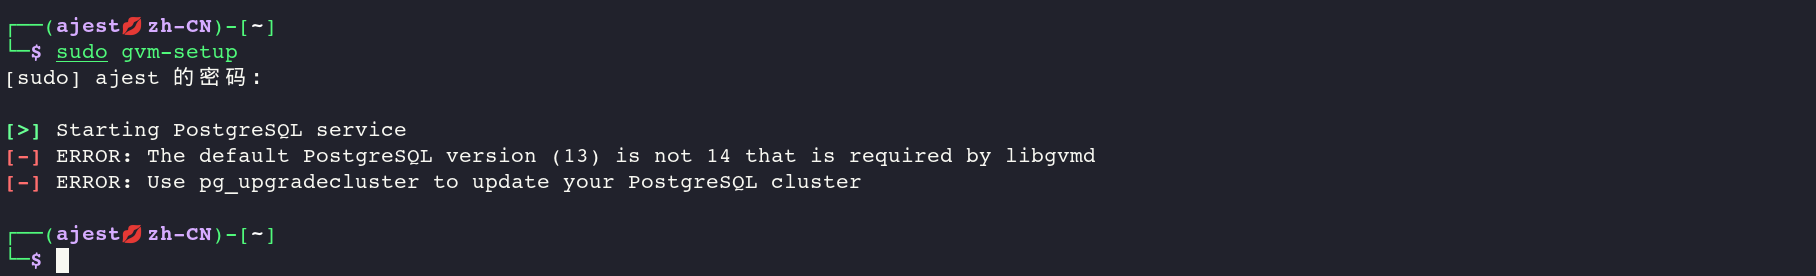 ┌──(ajest💋zh-CN)-[~]
└─$ sudo gvm-setup
[sudo] ajest 的密码:
[>] Starting PostgreSQL service
[-] ERROR: The default PostgreSQL version (13) is not 14 that is required by libgvmd
[-] ERROR: Use pg_upgradecluster to update your PostgreSQL cluster
┌──(ajest💋zh-CN)-[~]
└─$